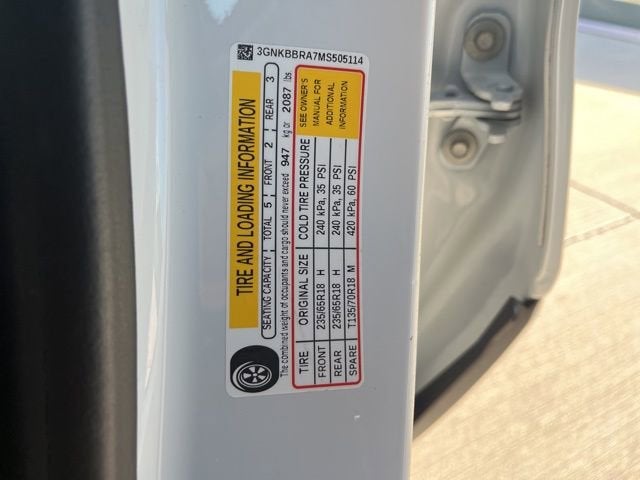 3GNKBBRA7MS505114
TIRE AND LOADING INFORMATION
SEATING CAPACITY TOTAL 5 FRONT 2 REAR 3
The combined weight of occupants and cargo should never exceed 947 kg or 2087 lbs
TIRE ORIGINAL SIZE COLD TIRE PRESSURE
FRONT 235/65R18 H 240 kPa, 35 PSI
REAR 235/65R18 H 240 kPa, 35 PSI
SPARE T135/70R18 M 420 kPa, 60 PSI
SEE OWNER'S
MANUAL FOR
ADDITIONAL
INFORMATION